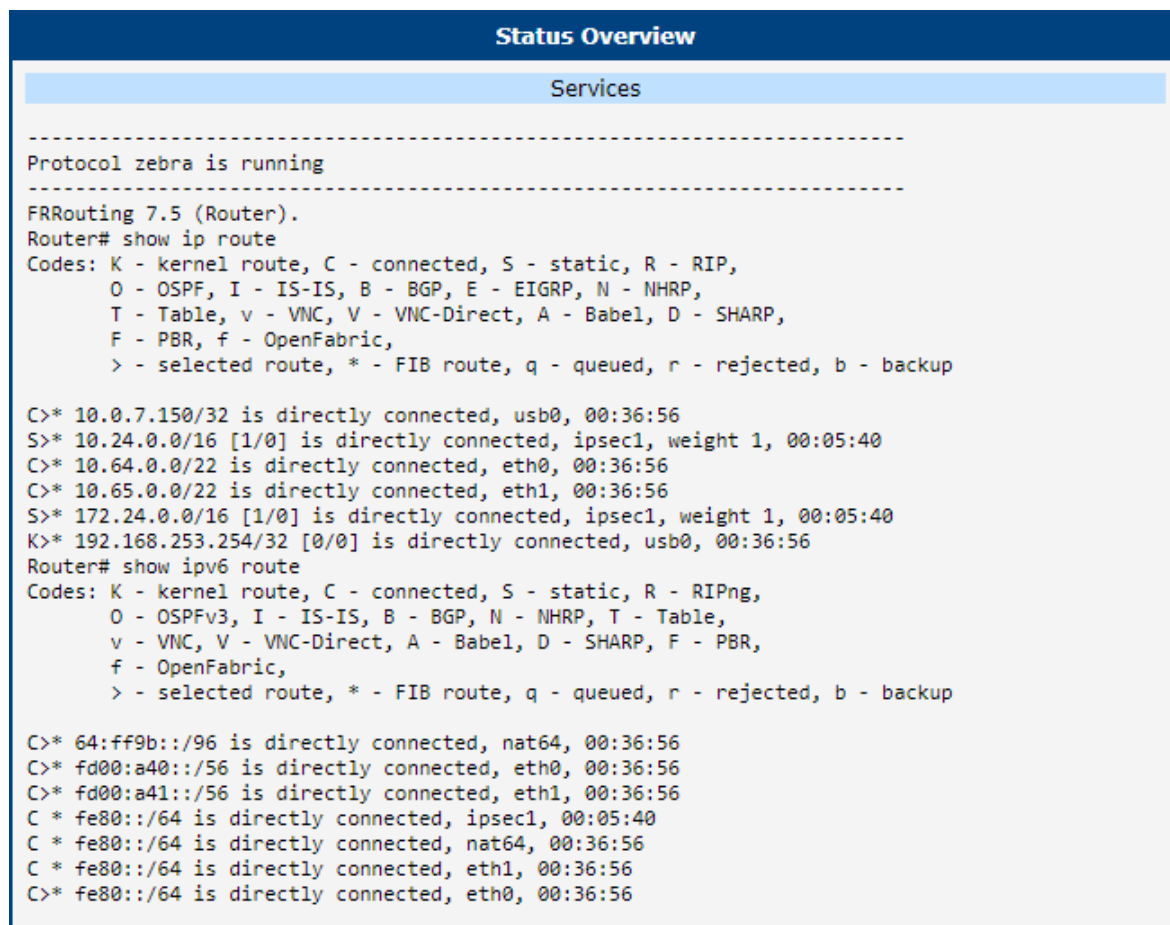 Status Overview
Services
--------------------------------------------------------------------------
Protocol zebra is running
--------------------------------------------------------------------------
FRRouting 7.5 (Router).
Router# show ip route
Codes: K - kernel route, C - connected, S - static, R - RIP,
       O - OSPF, I - IS-IS, B - BGP, E - EIGRP, N - NHRP,
       T - Table, v - VNC, V - VNC-Direct, A - Babel, D - SHARP,
       F - PBR, f - OpenFabric,
       > - selected route, * - FIB route, q - queued, r - rejected, b - backup

C>* 10.0.7.150/32 is directly connected, usb0, 00:36:56
S>* 10.24.0.0/16 [1/0] is directly connected, ipsec1, weight 1, 00:05:40
C>* 10.64.0.0/22 is directly connected, eth0, 00:36:56
C>* 10.65.0.0/22 is directly connected, eth1, 00:36:56
S>* 172.24.0.0/16 [1/0] is directly connected, ipsec1, weight 1, 00:05:40
K>* 192.168.253.254/32 [0/0] is directly connected, usb0, 00:36:56
Router# show ipv6 route
Codes: K - kernel route, C - connected, S - static, R - RIPng,
       O - OSPFv3, I - IS-IS, B - BGP, N - NHRP, T - Table,
       v - VNC, V - VNC-Direct, A - Babel, D - SHARP, F - PBR,
       f - OpenFabric,
       > - selected route, * - FIB route, q - queued, r - rejected, b - backup

C>* 64:ff9b::/96 is directly connected, nat64, 00:36:56
C>* fd00:a40::/56 is directly connected, eth0, 00:36:56
C>* fd00:a41::/56 is directly connected, eth1, 00:36:56
C * fe80::/64 is directly connected, ipsec1, 00:05:40
C * fe80::/64 is directly connected, nat64, 00:36:56
C * fe80::/64 is directly connected, eth1, 00:36:56
C>* fe80::/64 is directly connected, eth0, 00:36:56